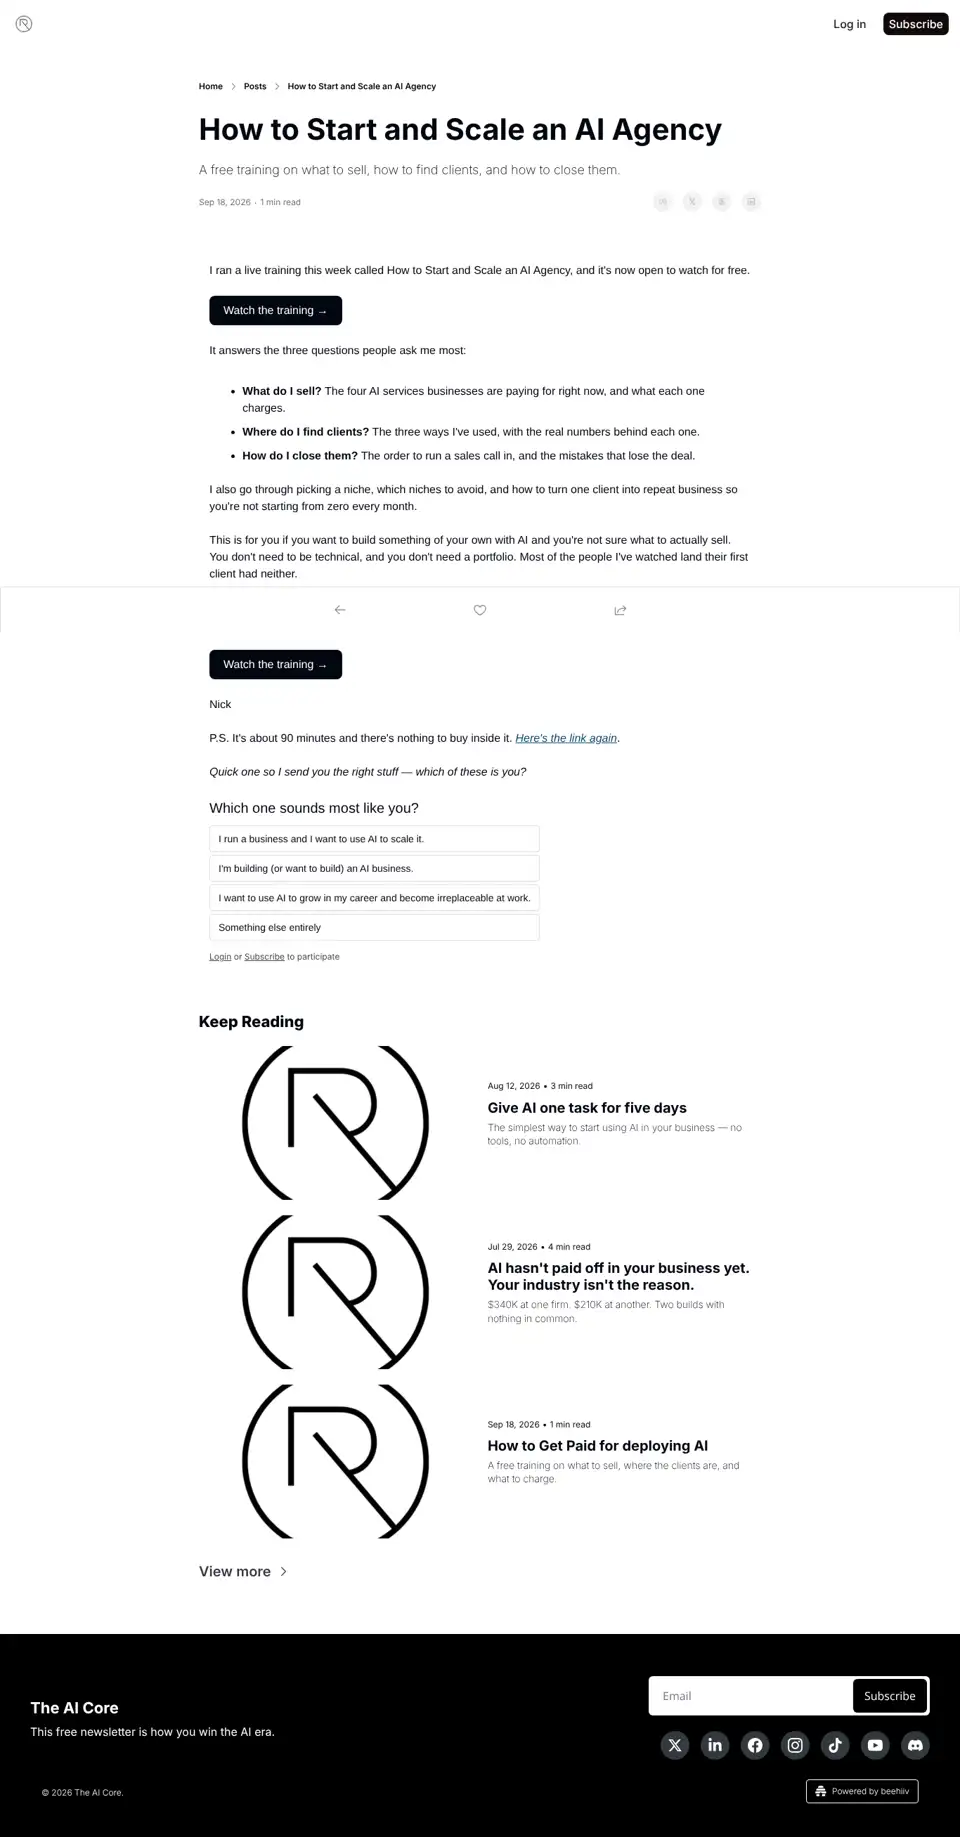 Log in
Subscribe
Home
Posts
How to Start and Scale an AI Agency
How to Start and Scale an AI Agency
A free training on what to sell, how to find clients, and how to close them.
Sep 18, 2026 · 1 min read
I ran a live training this week called How to Start and Scale an AI Agency, and it's now open to watch for free.
Watch the training →
It answers the three questions people ask me most:
• What do I sell? The four AI services businesses are paying for right now, and what each one
charges.
• Where do I find clients? The three ways I've used, with the real numbers behind each one.
• How do I close them? The order to run a sales call in, and the mistakes that lose the deal.
I also go through picking a niche, which niches to avoid, and how to turn one client into repeat business so
you're not starting from zero every month.
This is for you if you want to build something of your own with AI and you're not sure what to actually sell.
You don't need to be technical, and you don't need a portfolio. Most of the people I've watched land their first
client had neither.
Watch the training →
Nick
P.S. It's about 90 minutes and there's nothing to buy inside it. Here's the link again.
Quick one so I send you the right stuff — which of these is you?
Which one sounds most like you?
I run a business and I want to use AI to scale it.
I'm building (or want to build) an AI business.
I want to use AI to grow in my career and become irreplaceable at work.
Something else entirely
Login or Subscribe to participate
Keep Reading
Aug 12, 2026 • 3 min read
Give AI one task for five days
The simplest way to start using AI in your business — no
tools, no automation.
Jul 29, 2026 • 4 min read
AI hasn't paid off in your business yet.
Your industry isn't the reason.
$340K at one firm. $210K at another. Two builds with
nothing in common.
Sep 18, 2026 • 1 min read
How to Get Paid for deploying AI
A free training on what to sell, where the clients are, and
what to charge.
View more
The AI Core
This free newsletter is how you win the AI era.
Email
Subscribe
© 2026 The AI Core.
Powered by beehiiv